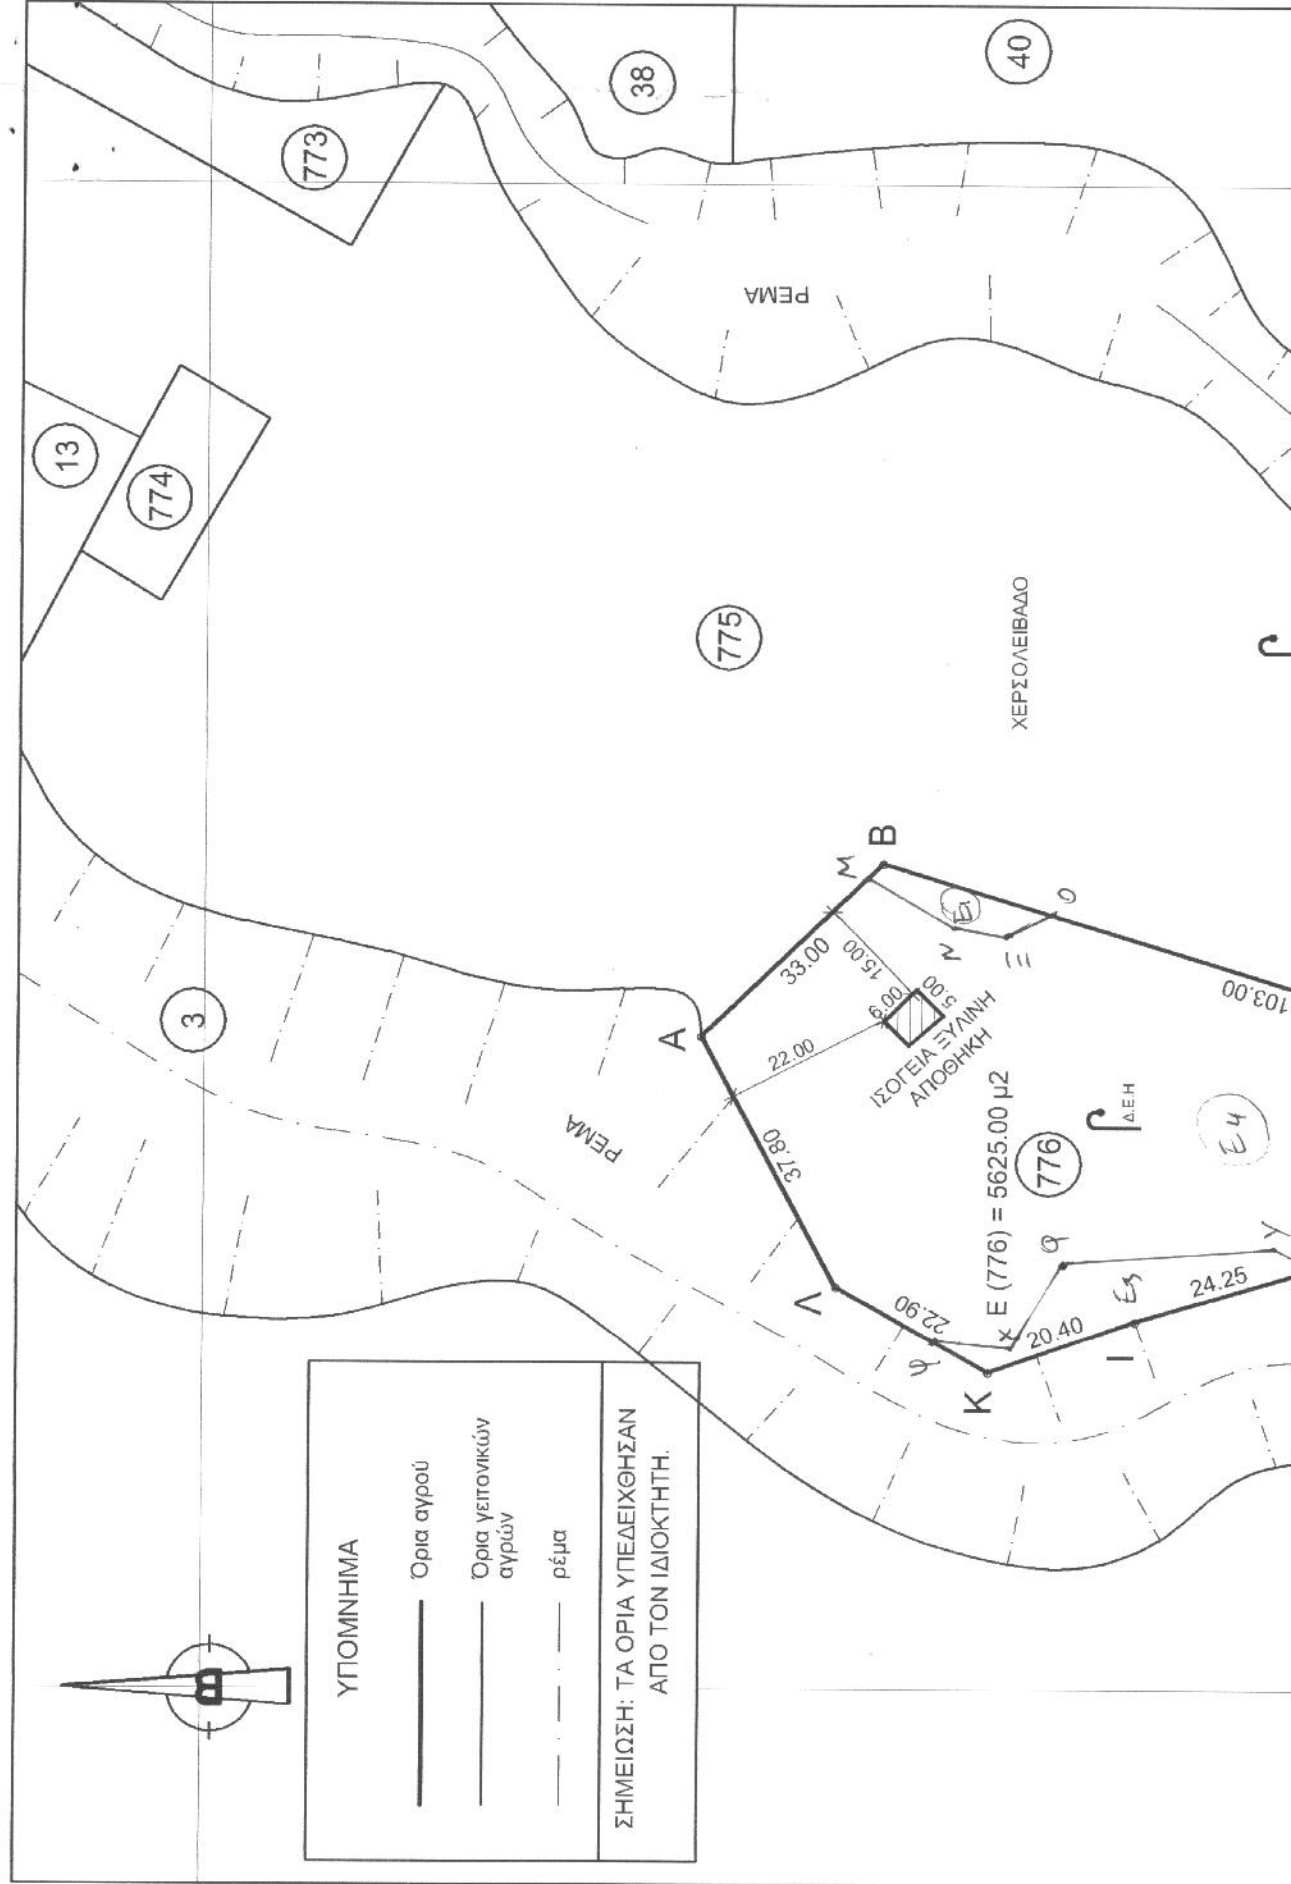 13
774
773
38
40
3
ΡΕΜΑ
ΡΕΜΑ
775
ΧΕΡΣΟΛΕΙΒΑΔΟ
Α
Β
Μ
Ν
Ξ
Ο
Ε1
33.00
15.00
6.00
5.00
22.00
37.80
ΙΣΟΓΕΙΑ ΞΥΛΙΝΗ
ΑΠΟΘΗΚΗ
103.00
Λ
22.90
Κ
Ψ
Χ
Φ
Υ
Ε (776) = 5625.00 μ2
776
Δ.Ε.Η
Ε4
Ε3
20.40
Ι
24.25
Β
ΥΠΟΜΝΗΜΑ
Όρια αγρού
Όρια γειτονικών
αγρών
ρέμα
ΣΗΜΕΙΩΣΗ: ΤΑ ΟΡΙΑ ΥΠΕΔΕΙΧΘΗΣΑΝ
ΑΠΟ ΤΟΝ ΙΔΙΟΚΤΗΤΗ.